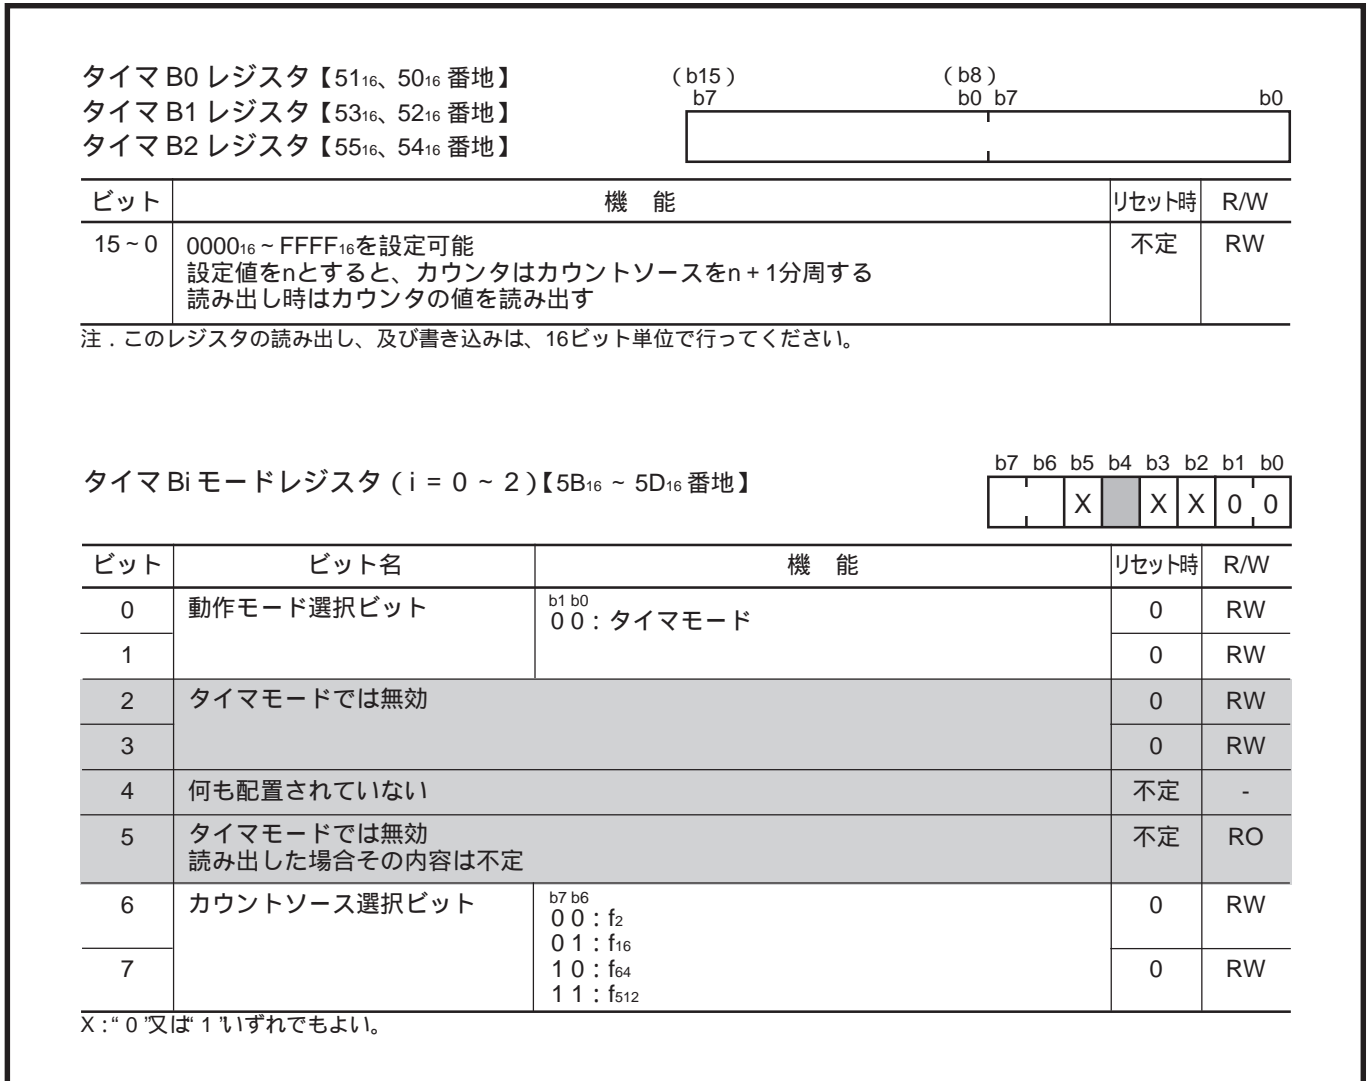 タイマ B0 レジスタ【5116、5016 番地】
タイマ B1 レジスタ【5316、5216 番地】
タイマ B2 レジスタ【5516、5416 番地】
（b15） （b8）
b7 b0 b7 b0
ビット 機 能 リセット時 R/W
15 ~ 0 000016 ~ FFFF16を設定可能 不定 RW
設定値をnとすると、カウンタはカウントソースをn + 1分周する
読み出し時はカウンタの値を読み出す
注．このレジスタの読み出し、及び書き込みは、16ビット単位で行ってください。
タイマ Bi モードレジスタ（i = 0 ~ 2）【5B16 ~ 5D16 番地】
b7 b6 b5 b4 b3 b2 b1 b0
X X X 0 0
ビット ビット名 機 能 リセット時 R/W
0 動作モード選択ビット b1 b0 0 RW
0 0：タイマモード
1 0 RW
2 タイマモードでは無効 0 RW
3 0 RW
4 何も配置されていない 不定 -
5 タイマモードでは無効 不定 RO
読み出した場合その内容は不定
6 カウントソース選択ビット b7 b6 0 RW
0 0：f2
0 1：f16
7 1 0：f64 0 RW
1 1：f512
X：“0”又は“1”いずれでもよい。